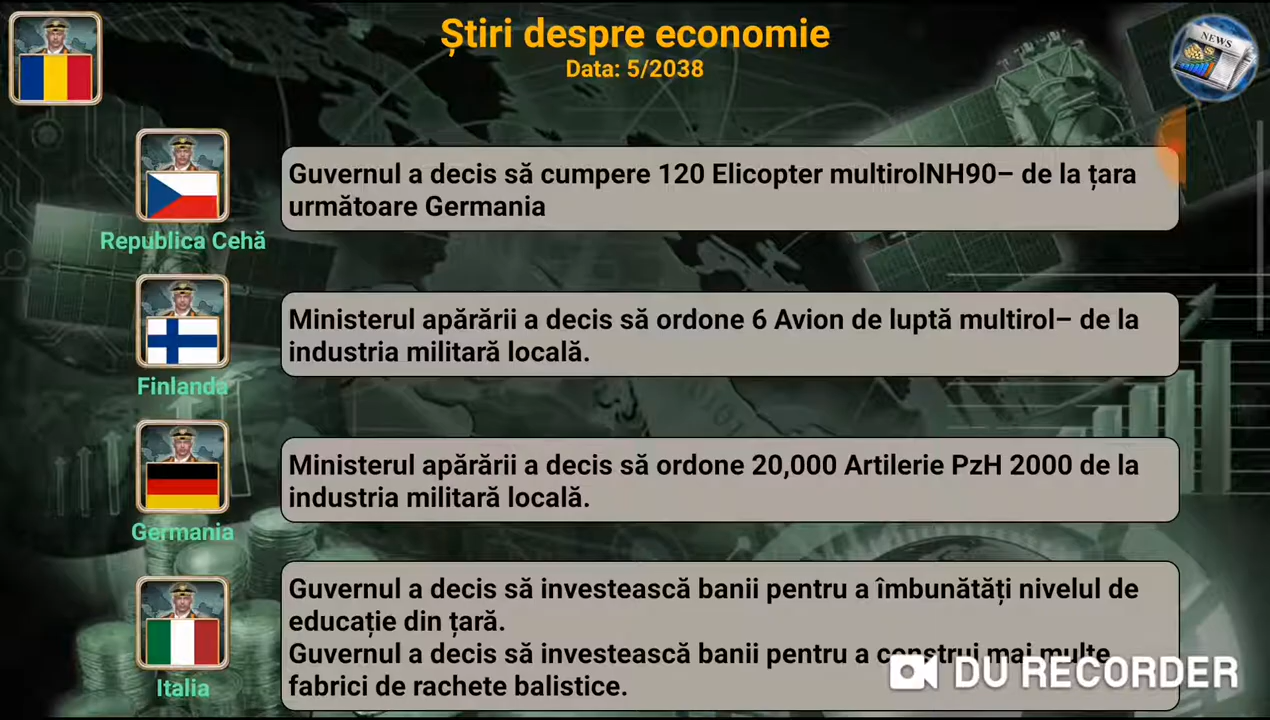 Știri despre economie
Data: 5/2038
NEWS
Guvernul a decis să cumpere 120 Elicopter multirolNH90– de la țara
următoare Germania
Republica Cehă
Ministerul apărării a decis să ordone 6 Avion de luptă multirol– de la
industria militară locală.
Finlanda
Ministerul apărării a decis să ordone 20,000 Artilerie PzH 2000 de la
industria militară locală.
Germania
Guvernul a decis să investească banii pentru a îmbunătăți nivelul de
educație din țară.
Guvernul a decis să investească banii pentru a construi mai multe
fabrici de rachete balistice.
Italia
DU RECORDER